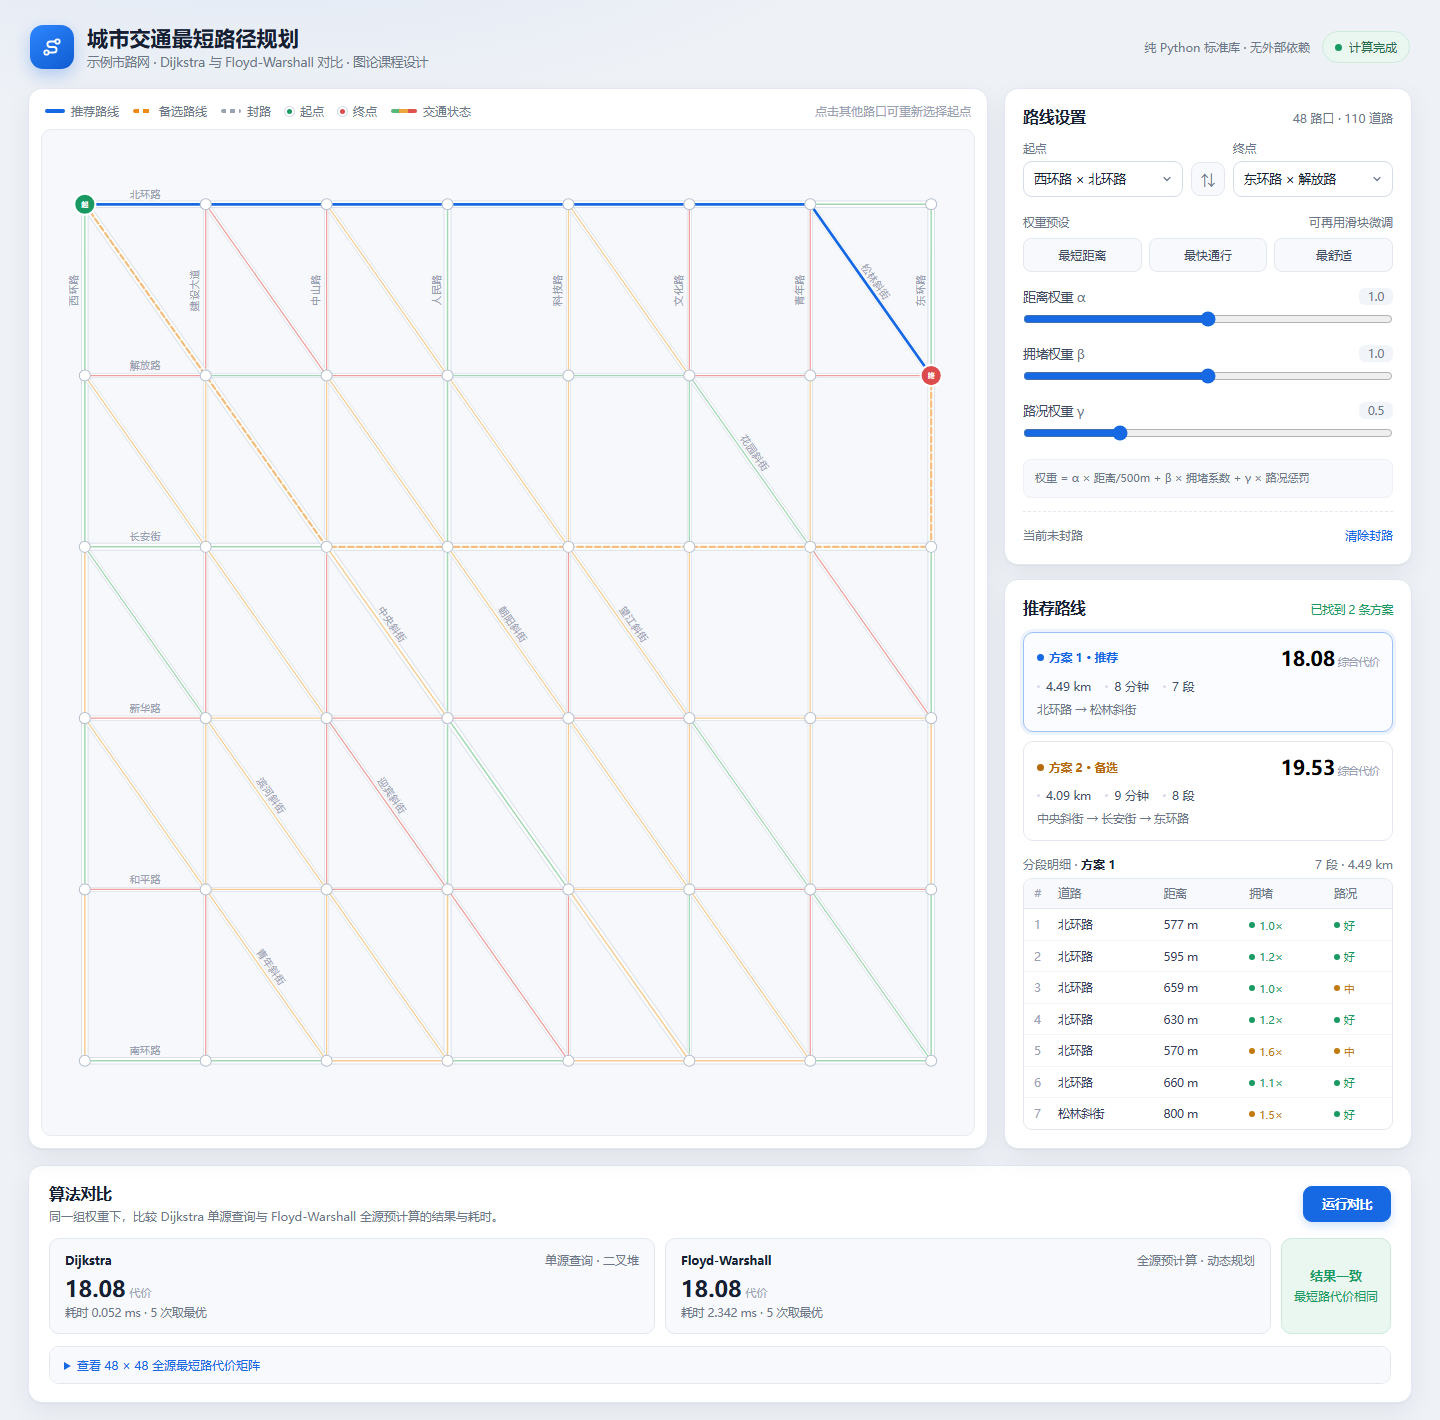 城市交通最短路径规划
示例市路网 · Dijkstra 与 Floyd-Warshall 对比 · 图论课程设计
纯 Python 标准库 · 无外部依赖
计算完成
推荐路线 备选路线 封路 起点 终点 交通状态
点击其他路口可重新选择起点
北环路
起
西环路
建设大道
中山路
人民路
科技路
文化路
青年路
松林斜街
东环路
解放路
终
花园斜街
长安街
中央斜街
朝阳斜街
望江斜街
新华路
滨河斜街
迎宾斜街
和平路
青年斜街
南环路
路线设置
48 路口 · 110 道路
起点 终点
西环路 × 北环路 东环路 × 解放路
权重预设 可再用滑块微调
最短距离 最快通行 最舒适
距离权重 α 1.0
拥堵权重 β 1.0
路况权重 γ 0.5
权重 = α × 距离/500m + β × 拥堵系数 + γ × 路况惩罚
当前未封路 清除封路
推荐路线 已找到 2 条方案
方案 1 • 推荐 18.08 综合代价
4.49 km 8 分钟 7 段
北环路 → 松林斜街
方案 2 • 备选 19.53 综合代价
4.09 km 9 分钟 8 段
中央斜街 → 长安街 → 东环路
分段明细 · 方案 1 7 段 · 4.49 km
# 道路 距离 拥堵 路况
1 北环路 577 m 1.0× 好
2 北环路 595 m 1.2× 好
3 北环路 659 m 1.0× 中
4 北环路 630 m 1.2× 好
5 北环路 570 m 1.6× 中
6 北环路 660 m 1.1× 好
7 松林斜街 800 m 1.5× 好
算法对比
同一组权重下，比较 Dijkstra 单源查询与 Floyd-Warshall 全源预计算的结果与耗时。
运行对比
Dijkstra 单源查询 · 二叉堆
18.08 代价
耗时 0.052 ms · 5 次取最优
Floyd-Warshall 全源预计算 · 动态规划
18.08 代价
耗时 2.342 ms · 5 次取最优
结果一致
最短路代价相同
查看 48 × 48 全源最短路代价矩阵